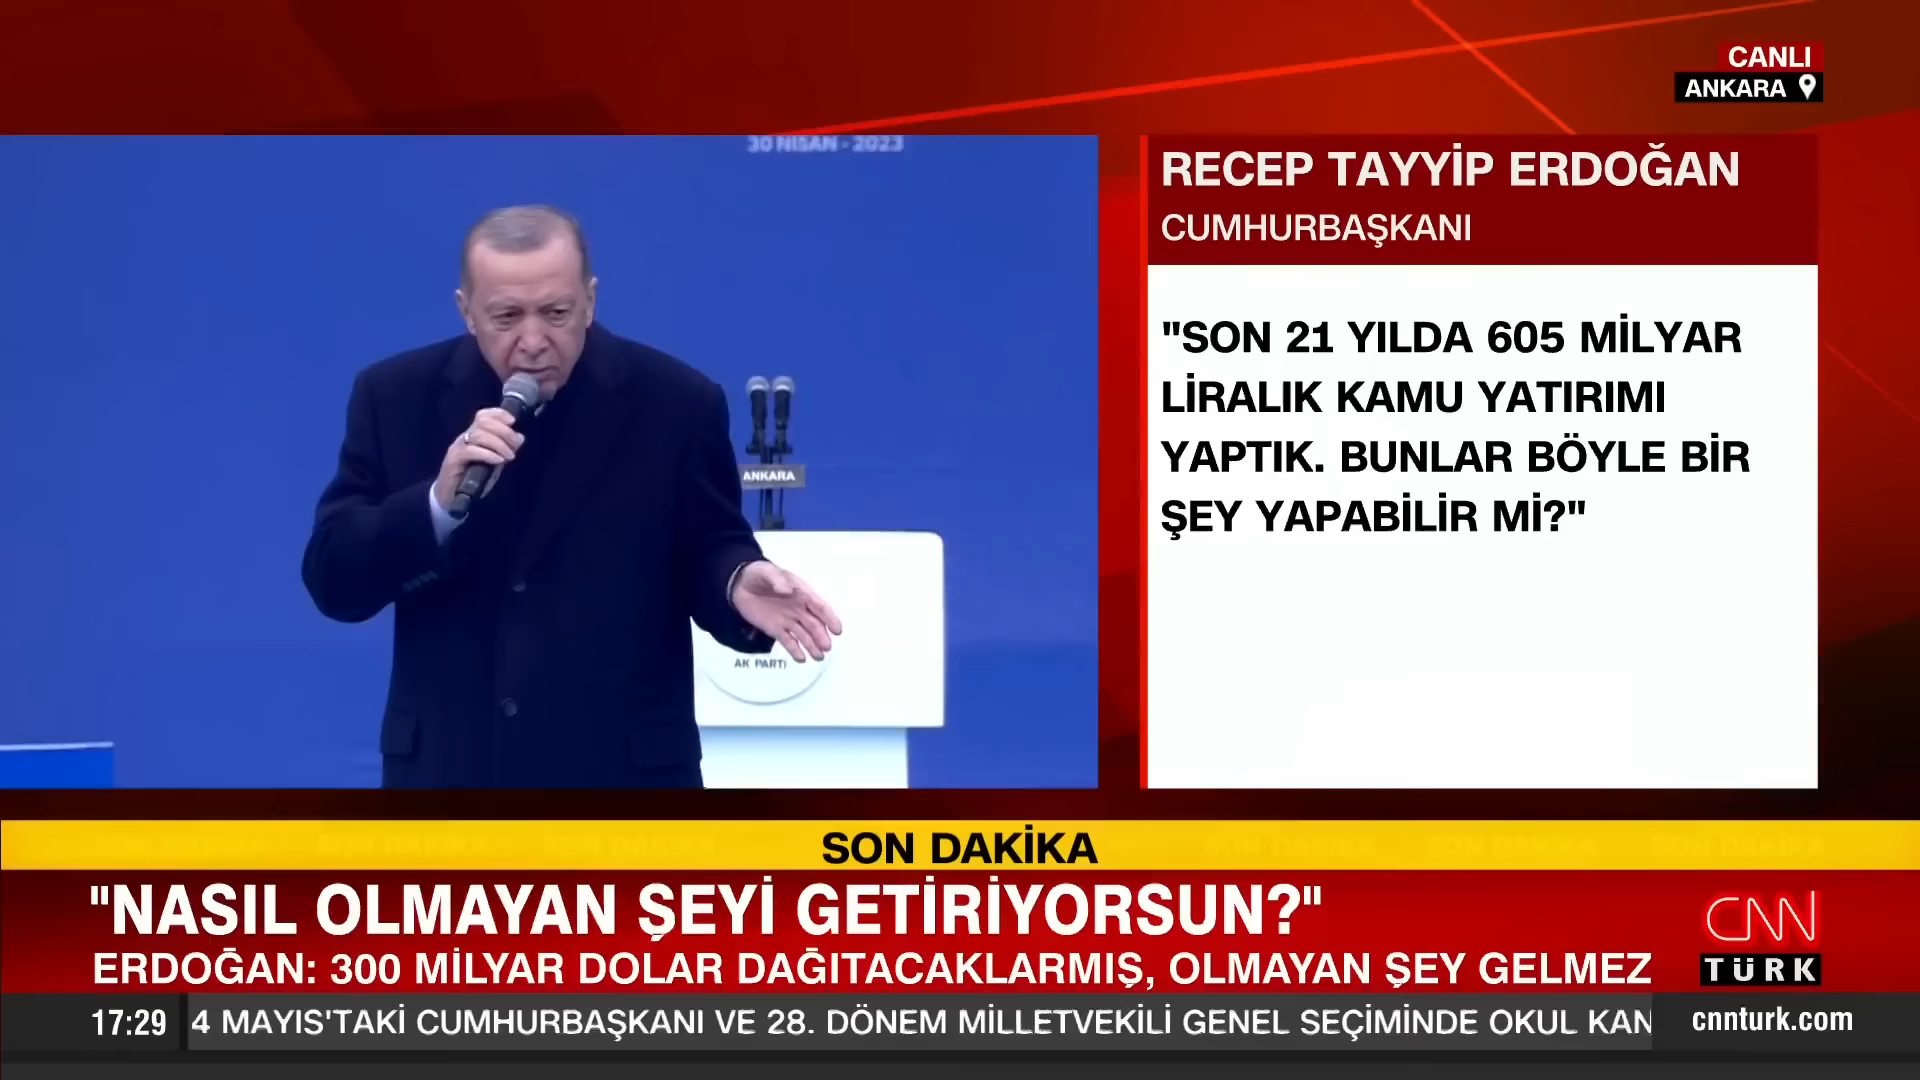 CANLI
ANKARA
30 NİSAN - 2023
RECEP TAYYİP ERDOĞAN
CUMHURBAŞKANI
"SON 21 YILDA 605 MİLYAR
LİRALIK KAMU YATIRIMI
YAPTIK. BUNLAR BÖYLE BİR
ŞEY YAPABİLİR Mİ?"
ANKARA
AK PARTİ
SON DAKİKA
"NASIL OLMAYAN ŞEYİ GETİRİYORSUN?"
ERDOĞAN: 300 MİLYAR DOLAR DAĞITACAKLARMIŞ, OLMAYAN ŞEY GELMEZ
CNN
TÜRK
17:29
4 MAYIS'TAKİ CUMHURBAŞKANI VE 28. DÖNEM MİLLETVEKİLİ GENEL SEÇİMİNDE OKUL KAN
cnnturk.com